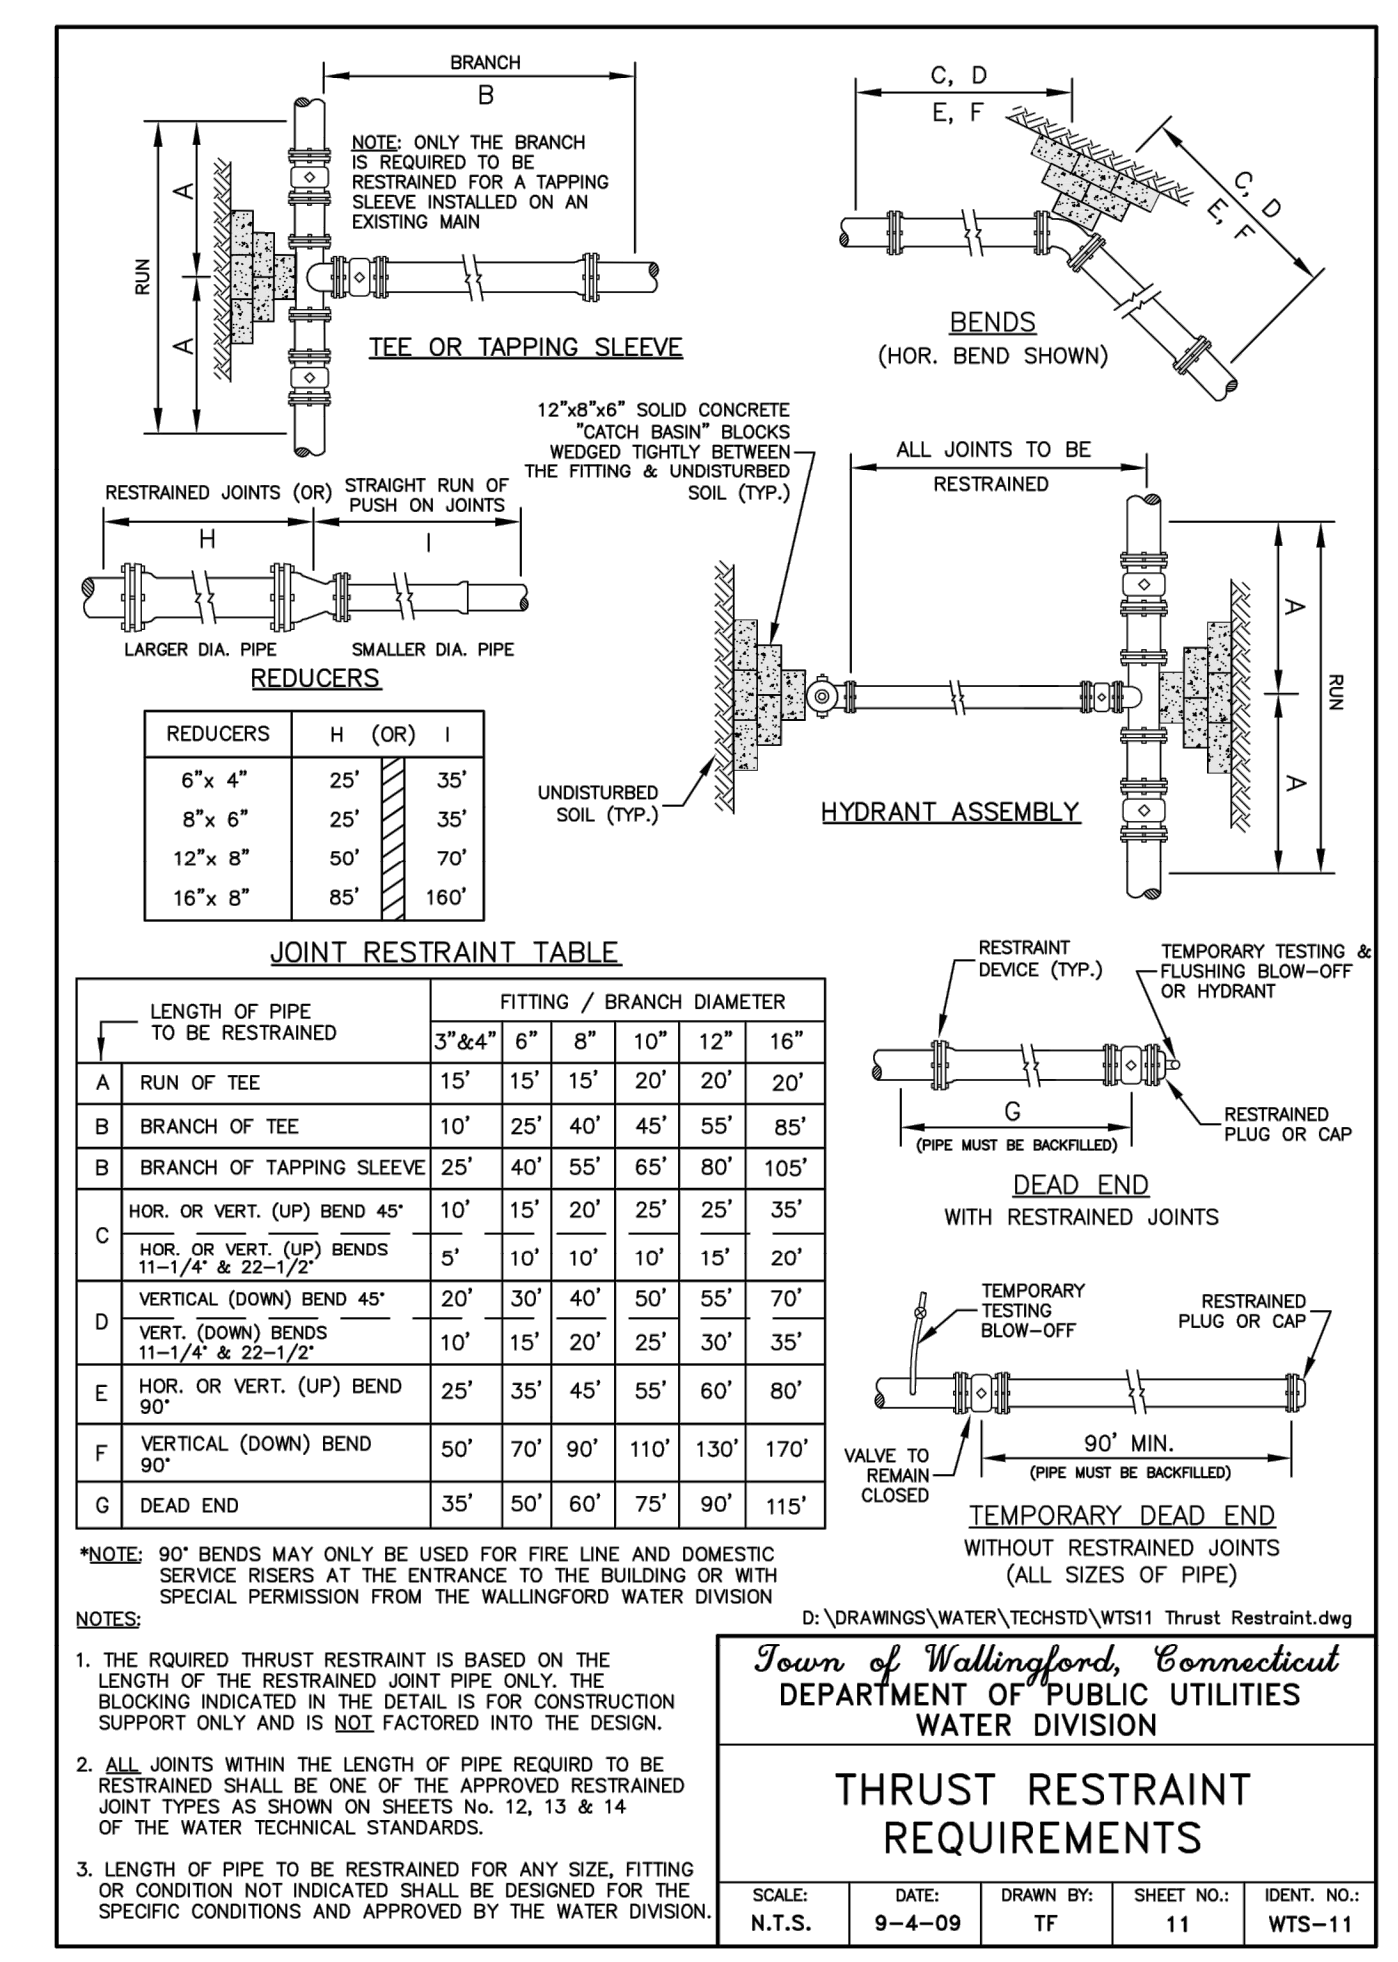 BRANCH
B
NOTE: ONLY THE BRANCH
IS REQUIRED TO BE
RESTRAINED FOR A TAPPING
SLEEVE INSTALLED ON AN
EXISTING MAIN
A
RUN
A
TEE OR TAPPING SLEEVE
C, D
E, F
C, D
E, F
BENDS
(HOR. BEND SHOWN)
12"x8"x6" SOLID CONCRETE
"CATCH BASIN" BLOCKS
WEDGED TIGHTLY BETWEEN
THE FITTING & UNDISTURBED
SOIL (TYP.)
RESTRAINED JOINTS (OR)
STRAIGHT RUN OF
PUSH ON JOINTS
H
I
LARGER DIA. PIPE
SMALLER DIA. PIPE
REDUCERS
ALL JOINTS TO BE
RESTRAINED
A
RUN
A
UNDISTURBED
SOIL (TYP.)
HYDRANT ASSEMBLY
REDUCERS H (OR) I
6"x 4" 25' 35'
8"x 6" 25' 35'
12"x 8" 50' 70'
16"x 8" 85' 160'
JOINT RESTRAINT TABLE
LENGTH OF PIPE
TO BE RESTRAINED
FITTING / BRANCH DIAMETER
3"&4" 6" 8" 10" 12" 16"
A RUN OF TEE 15' 15' 15' 20' 20' 20'
B BRANCH OF TEE 10' 25' 40' 45' 55' 85'
B BRANCH OF TAPPING SLEEVE 25' 40' 55' 65' 80' 105'
C
HOR. OR VERT. (UP) BEND 45° 10' 15' 20' 25' 25' 35'
HOR. OR VERT. (UP) BENDS
11-1/4° & 22-1/2° 5' 10' 10' 10' 15' 20'
D
VERTICAL (DOWN) BEND 45° 20' 30' 40' 50' 55' 70'
VERT. (DOWN) BENDS
11-1/4° & 22-1/2° 10' 15' 20' 25' 30' 35'
E HOR. OR VERT. (UP) BEND
90° 25' 35' 45' 55' 60' 80'
F VERTICAL (DOWN) BEND
90° 50' 70' 90' 110' 130' 170'
G DEAD END 35' 50' 60' 75' 90' 115'
*NOTE: 90° BENDS MAY ONLY BE USED FOR FIRE LINE AND DOMESTIC
SERVICE RISERS AT THE ENTRANCE TO THE BUILDING OR WITH
SPECIAL PERMISSION FROM THE WALLINGFORD WATER DIVISION
RESTRAINT
DEVICE (TYP.)
TEMPORARY TESTING &
FLUSHING BLOW-OFF
OR HYDRANT
G
(PIPE MUST BE BACKFILLED)
RESTRAINED
PLUG OR CAP
DEAD END
WITH RESTRAINED JOINTS
TEMPORARY
TESTING
BLOW-OFF
RESTRAINED
PLUG OR CAP
VALVE TO
REMAIN
CLOSED
90' MIN.
(PIPE MUST BE BACKFILLED)
TEMPORARY DEAD END
WITHOUT RESTRAINED JOINTS
(ALL SIZES OF PIPE)
NOTES:
1. THE RQUIRED THRUST RESTRAINT IS BASED ON THE
LENGTH OF THE RESTRAINED JOINT PIPE ONLY. THE
BLOCKING INDICATED IN THE DETAIL IS FOR CONSTRUCTION
SUPPORT ONLY AND IS NOT FACTORED INTO THE DESIGN.
2. ALL JOINTS WITHIN THE LENGTH OF PIPE REQUIRD TO BE
RESTRAINED SHALL BE ONE OF THE APPROVED RESTRAINED
JOINT TYPES AS SHOWN ON SHEETS No. 12, 13 & 14
OF THE WATER TECHNICAL STANDARDS.
3. LENGTH OF PIPE TO BE RESTRAINED FOR ANY SIZE, FITTING
OR CONDITION NOT INDICATED SHALL BE DESIGNED FOR THE
SPECIFIC CONDITIONS AND APPROVED BY THE WATER DIVISION.
D:\DRAWINGS\WATER\TECHSTD\WTS11 Thrust Restraint.dwg
Town of Wallingford, Connecticut
DEPARTMENT OF PUBLIC UTILITIES
WATER DIVISION
THRUST RESTRAINT
REQUIREMENTS
SCALE: DATE: DRAWN BY: SHEET NO.: IDENT. NO.:
N.T.S. 9-4-09 TF 11 WTS-11